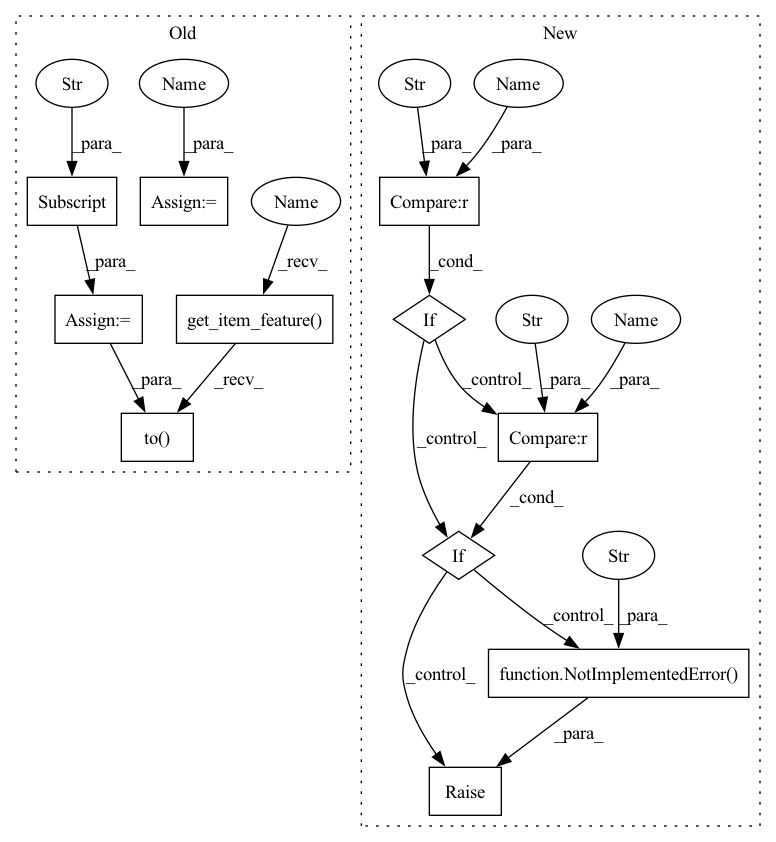 Old
New
Str
Name
Str
Name
_para_
_para_
_para_
_para_
Subscript
Assign:=
Name
Compare:r
_para_
_recv_
_cond_
Assign:=
get_item_feature()
If
Str
Name
_para_
_recv_
_control_
_para_
_para_
to()
_control_
Compare:r
_cond_
If
Str
_control_
_para_
_control_
function.NotImplementedError()
_para_
Raise